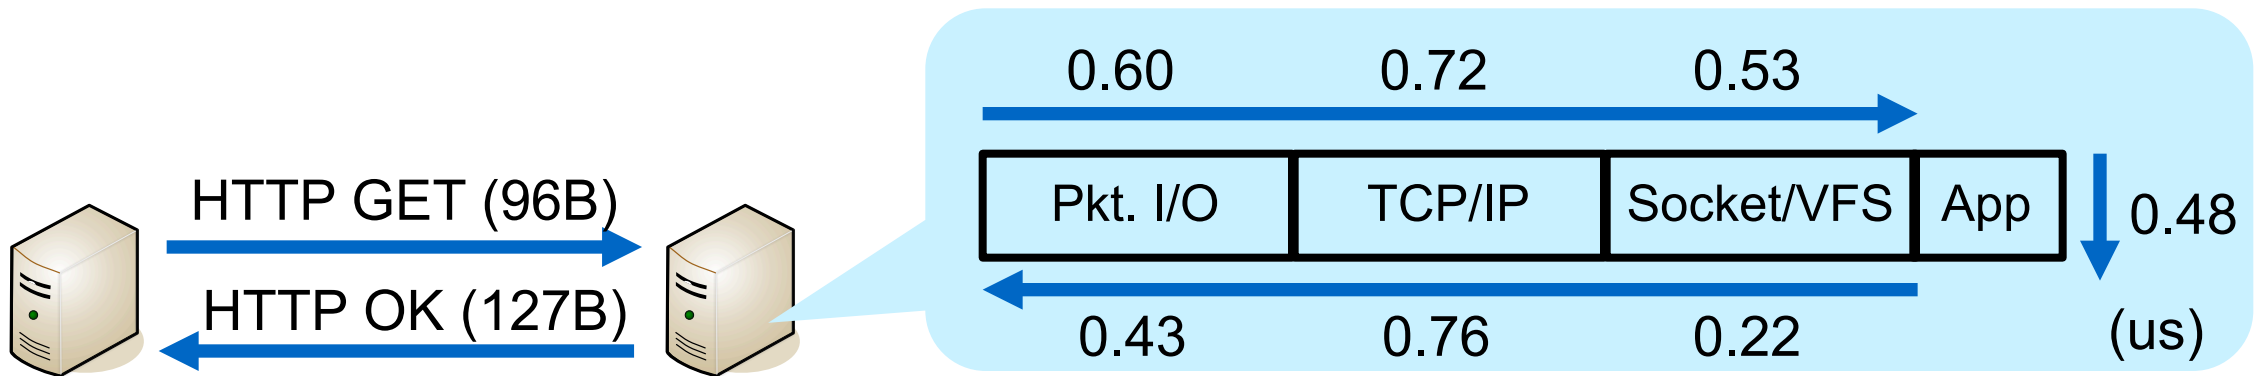 HTTP GET (96B)
HTTP OK (127B)
0.60 0.72 0.53
Pkt. I/O TCP/IP Socket/VFS App
0.48
0.43 0.76 0.22
(us)